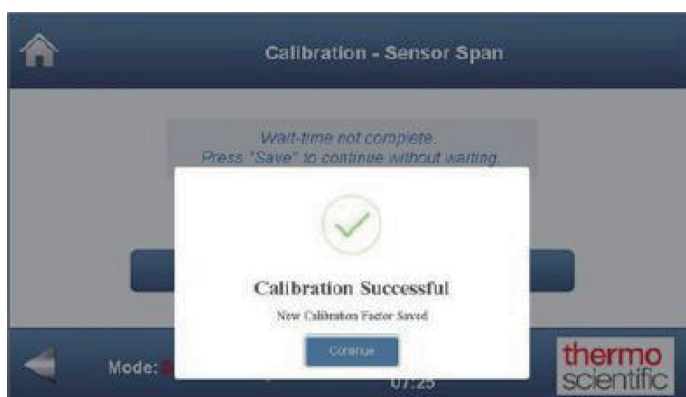 Calibration - Sensor Span
Wait-time not complete.
Press "Save" to continue without waiting.
Calibration Successful
New Calibration Factor Saved
Continue
Mode:
07:25
thermo
scientific